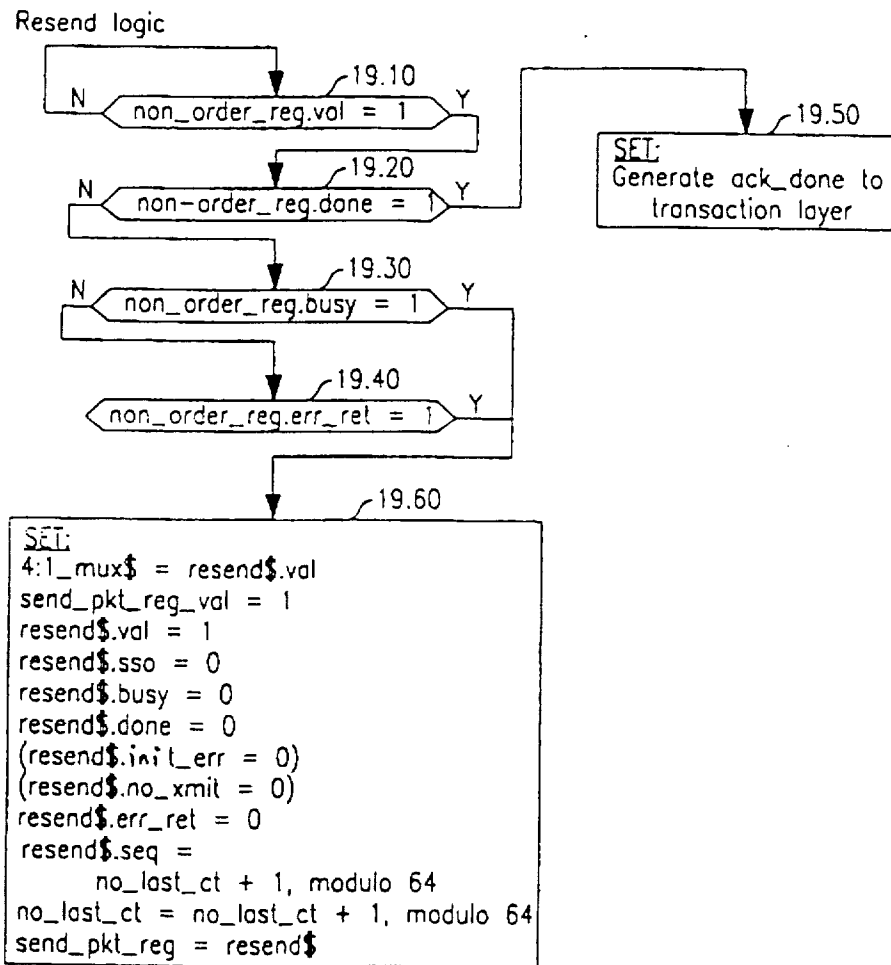 Resend logic
19.10
N
non_order_reg.val = 1
Y
19.50
SET:
Generate ack_done to
transaction layer
19.20
N
non-order_reg.done = 1
Y
19.30
N
non_order_reg.busy = 1
Y
19.40
non_order_reg.err_ret = 1
Y
19.60
SET:
4:1_mux$ = resend$.val
send_pkt_reg_val = 1
resend$.val = 1
resend$.sso = 0
resend$.busy = 0
resend$.done = 0
(resend$.init_err = 0)
(resend$.no_xmit = 0)
resend$.err_ret = 0
resend$.seq =
no_last_ct + 1, modulo 64
no_last_ct = no_last_ct + 1, modulo 64
send_pkt_reg = resend$